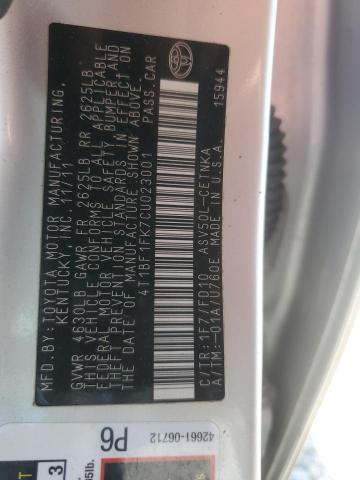 MFD. BY: TOYOTA MOTOR MANUFACTURING,
KENTUCKY, INC. 11/11
GVWR 4630LB GAWR FR 2625LB RR 2625LB
THIS VEHICLE CONFORMS TO ALL APPLICABLE
FEDERAL MOTOR VEHICLE SAFETY, BUMPER, AND
THEFT PREVENTION STANDARDS IN EFFECT ON
THE DATE OF MANUFACTURE SHOWN ABOVE.
4T1BF1FK7CU023001 PASS. CAR
C/TR:1F7/FD10 ASV50L-CETNKA
A/TM:-01A/U760E MADE IN U.S.A.
15944
42661-06712
P6
3